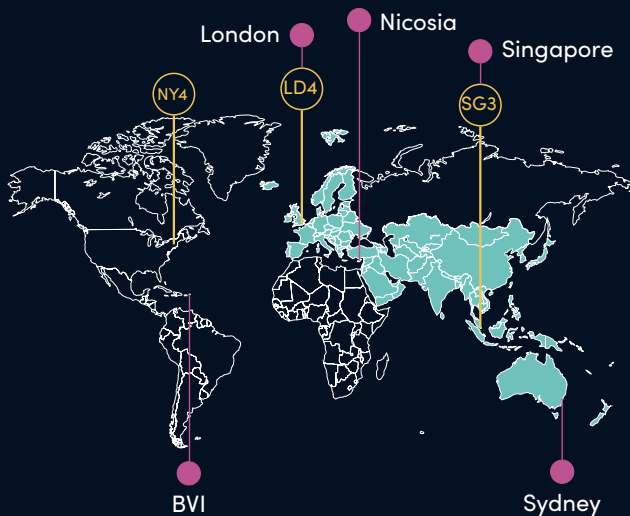 London
Nicosia
Singapore
NY4
LD4
SG3
BVI
Sydney